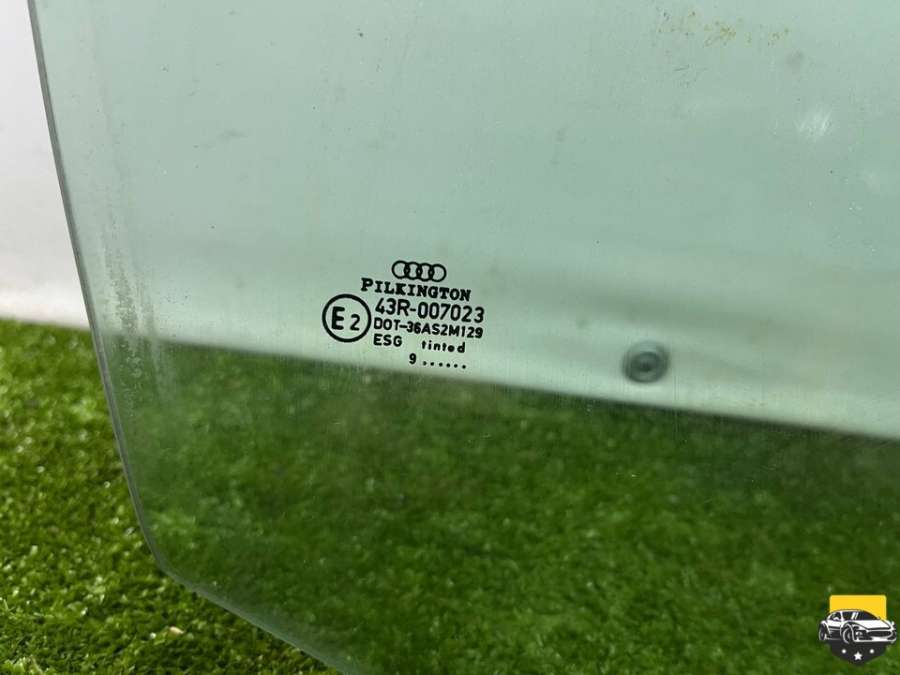 PILKINGTON
43R-007023
E2
DOT-36AS2M129
ESG tinted
9......